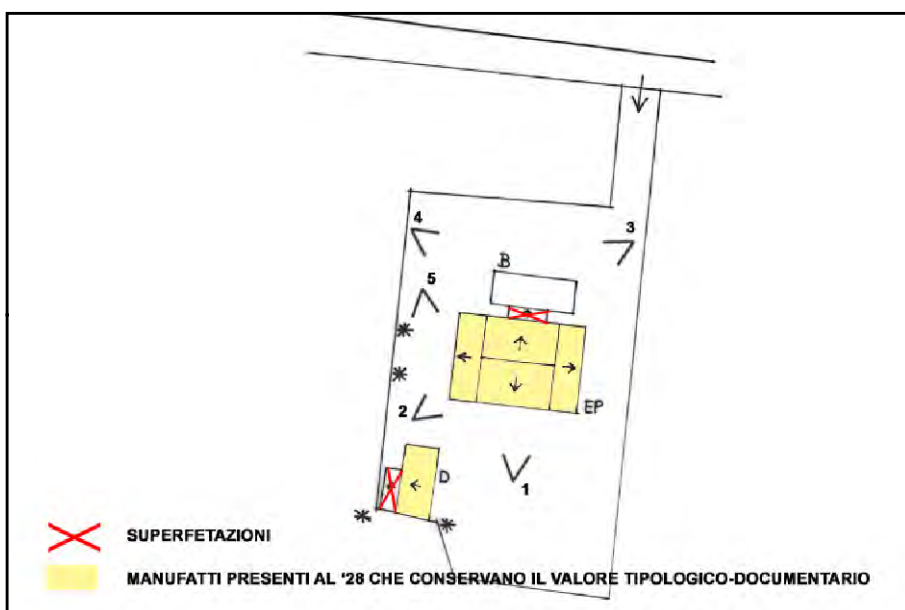 4
3
B
5
EP
2
D
1
SUPERFETAZIONI
MANUFATTI PRESENTI AL '28 CHE CONSERVANO IL VALORE TIPOLOGICO-DOCUMENTARIO